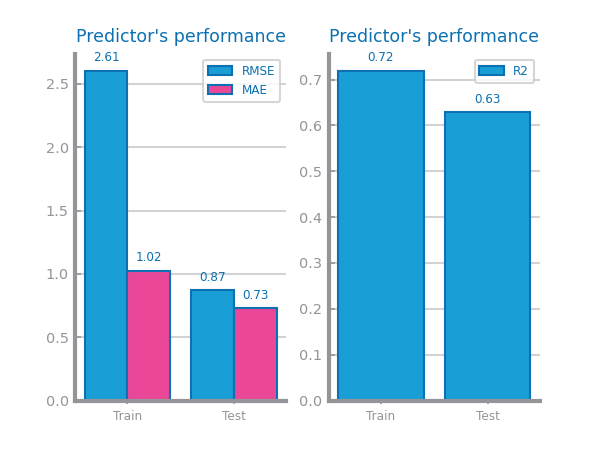 Predictor's performance
2.61
1.02
0.87
0.73
RMSE
MAE
2.5
2.0
1.5
1.0
0.5
0.0
Train
Test
Predictor's performance
0.72
0.63
R2
0.7
0.6
0.5
0.4
0.3
0.2
0.1
0.0
Train
Test